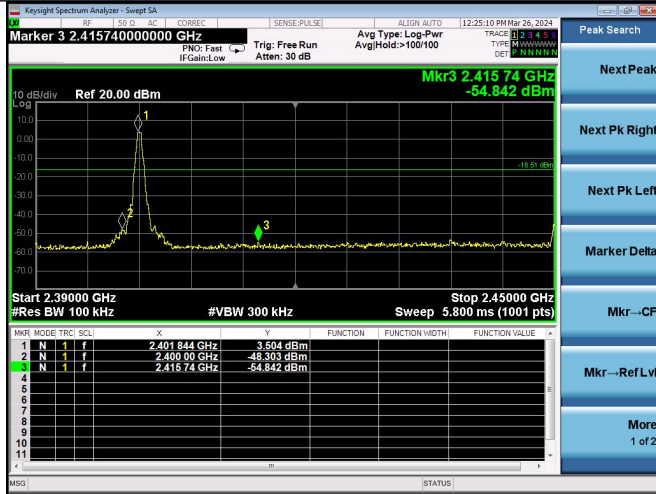 Keysight Spectrum Analyzer - Swept SA
LXI RF 50 Ω AC CORREC SENSE:PULSE ALIGN AUTO 12:25:10 PM Mar 26, 2024
Marker 3 2.415740000000 GHz
PNO: Fast
IFGain:Low
Trig: Free Run
Atten: 30 dB
Avg Type: Log-Pwr
Avg|Hold:>100/100
TRACE 1 2 3 4 5 6
TYPE M WWWWW
DET P NNNNN
Mkr3 2.415 74 GHz
-54.842 dBm
10 dB/div Ref 20.00 dBm
Log
10.0
0.00
-10.0
-20.0
-30.0
-40.0
-50.0
-60.0
-70.0
1
2
3
-16.51 dBm
Start 2.39000 GHz Stop 2.45000 GHz
#Res BW 100 kHz #VBW 300 kHz Sweep 5.800 ms (1001 pts)
MKR MODE TRC SCL X Y FUNCTION FUNCTION WIDTH FUNCTION VALUE
1 N 1 f 2.401 844 GHz 3.504 dBm
2 N 1 f 2.400 00 GHz -48.303 dBm
3 N 1 f 2.415 74 GHz -54.842 dBm
4
5
6
7
8
9
10
11
MSG STATUS
Peak Search
Next Peak
Next Pk Right
Next Pk Left
Marker Delta
Mkr→CF
Mkr→Ref Lvl
More
1 of 2